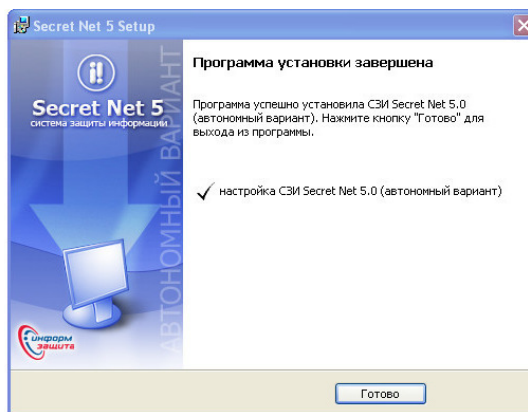 Secret Net 5 Setup
Secret Net 5
система защиты информации
АВТОНОМНЫЙ ВАРИАНТ
информ
защита
Программа установки завершена
Программа успешно установила СЗИ Secret Net 5.0
(автономный вариант). Нажмите кнопку "Готово" для
выхода из программы.
настройка СЗИ Secret Net 5.0 (автономный вариант)
Готово